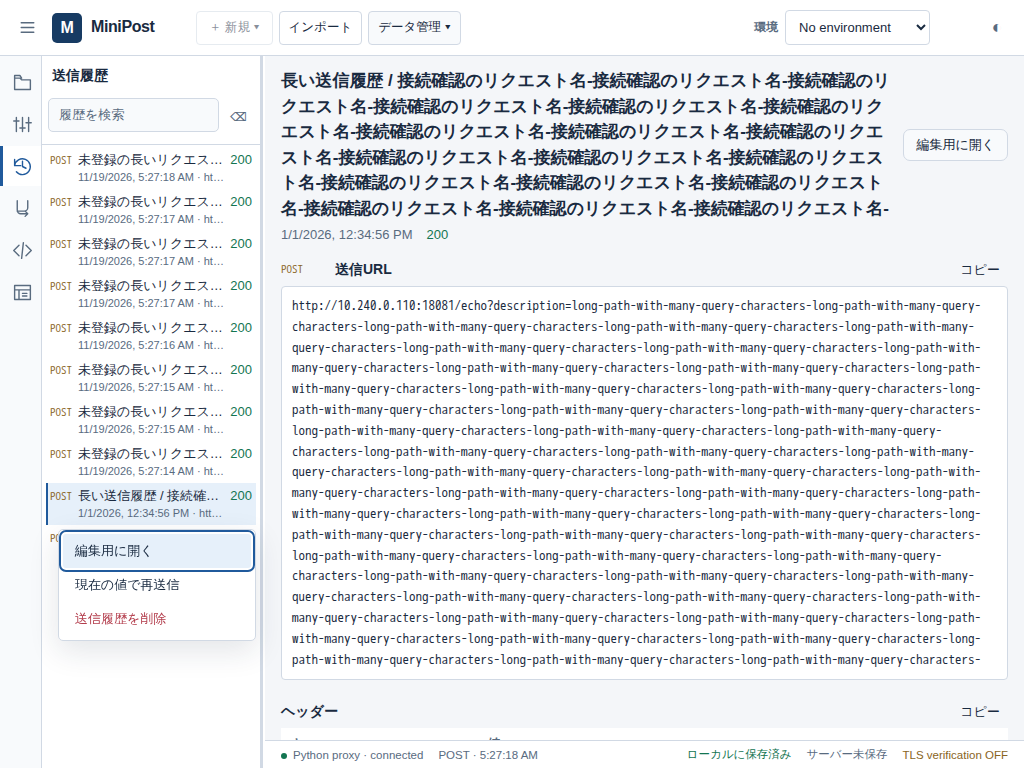 M MiniPost
＋ 新規 ▾
インポート
データ管理 ▾
環境
No environment
送信履歴
履歴を検索
POST 未登録の長いリクエス… 200
11/19/2026, 5:27:18 AM · ht…
POST 未登録の長いリクエス… 200
11/19/2026, 5:27:17 AM · ht…
POST 未登録の長いリクエス… 200
11/19/2026, 5:27:17 AM · ht…
POST 未登録の長いリクエス… 200
11/19/2026, 5:27:17 AM · ht…
POST 未登録の長いリクエス… 200
11/19/2026, 5:27:16 AM · ht…
POST 未登録の長いリクエス… 200
11/19/2026, 5:27:15 AM · ht…
POST 未登録の長いリクエス… 200
11/19/2026, 5:27:15 AM · ht…
POST 未登録の長いリクエス… 200
11/19/2026, 5:27:14 AM · ht…
POST 長い送信履歴 / 接続確… 200
1/1/2026, 12:34:56 PM · htt…
編集用に開く
現在の値で再送信
送信履歴を削除
長い送信履歴 / 接続確認のリクエスト名-接続確認のリクエスト名-接続確認のリ
クエスト名-接続確認のリクエスト名-接続確認のリクエスト名-接続確認のリク
エスト名-接続確認のリクエスト名-接続確認のリクエスト名-接続確認のリクエ
スト名-接続確認のリクエスト名-接続確認のリクエスト名-接続確認のリクエス
ト名-接続確認のリクエスト名-接続確認のリクエスト名-接続確認のリクエスト
名-接続確認のリクエスト名-接続確認のリクエスト名-接続確認のリクエスト名-
編集用に開く
1/1/2026, 12:34:56 PM 200
POST 送信URL コピー
http://10.240.0.110:18081/echo?description=long-path-with-many-query-characters-long-path-with-many-query-
characters-long-path-with-many-query-characters-long-path-with-many-query-characters-long-path-with-many-
query-characters-long-path-with-many-query-characters-long-path-with-many-query-characters-long-path-with-
many-query-characters-long-path-with-many-query-characters-long-path-with-many-query-characters-long-path-
with-many-query-characters-long-path-with-many-query-characters-long-path-with-many-query-characters-long-
path-with-many-query-characters-long-path-with-many-query-characters-long-path-with-many-query-characters-
long-path-with-many-query-characters-long-path-with-many-query-characters-long-path-with-many-query-
characters-long-path-with-many-query-characters-long-path-with-many-query-characters-long-path-with-many-
query-characters-long-path-with-many-query-characters-long-path-with-many-query-characters-long-path-with-
many-query-characters-long-path-with-many-query-characters-long-path-with-many-query-characters-long-path-
with-many-query-characters-long-path-with-many-query-characters-long-path-with-many-query-characters-long-
path-with-many-query-characters-long-path-with-many-query-characters-long-path-with-many-query-characters-
long-path-with-many-query-characters-long-path-with-many-query-characters-long-path-with-many-query-
characters-long-path-with-many-query-characters-long-path-with-many-query-characters-long-path-with-many-
query-characters-long-path-with-many-query-characters-long-path-with-many-query-characters-long-path-with-
many-query-characters-long-path-with-many-query-characters-long-path-with-many-query-characters-long-path-
with-many-query-characters-long-path-with-many-query-characters-long-path-with-many-query-characters-long-
path-with-many-query-characters-long-path-with-many-query-characters-long-path-with-many-query-characters-
ヘッダー コピー
Python proxy · connected POST · 5:27:18 AM ローカルに保存済み サーバー未保存 TLS verification OFF